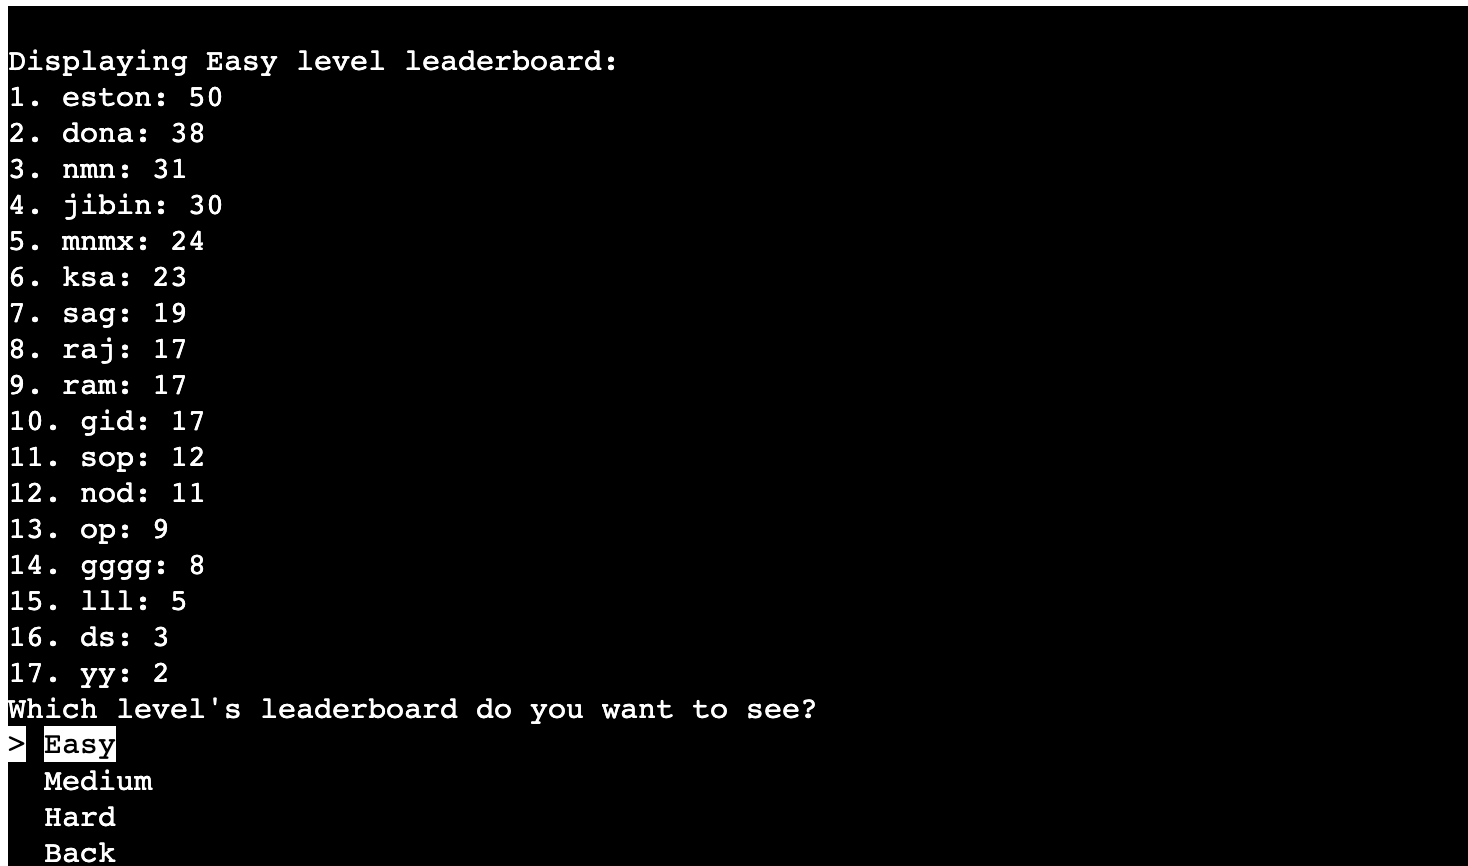 Displaying Easy level leaderboard:
1. eston: 50
2. dona: 38
3. nmn: 31
4. jibin: 30
5. mnmx: 24
6. ksa: 23
7. sag: 19
8. raj: 17
9. ram: 17
10. gid: 17
11. sop: 12
12. nod: 11
13. op: 9
14. gggg: 8
15. lll: 5
16. ds: 3
17. yy: 2
Which level's leaderboard do you want to see?
> Easy
Medium
Hard
Back